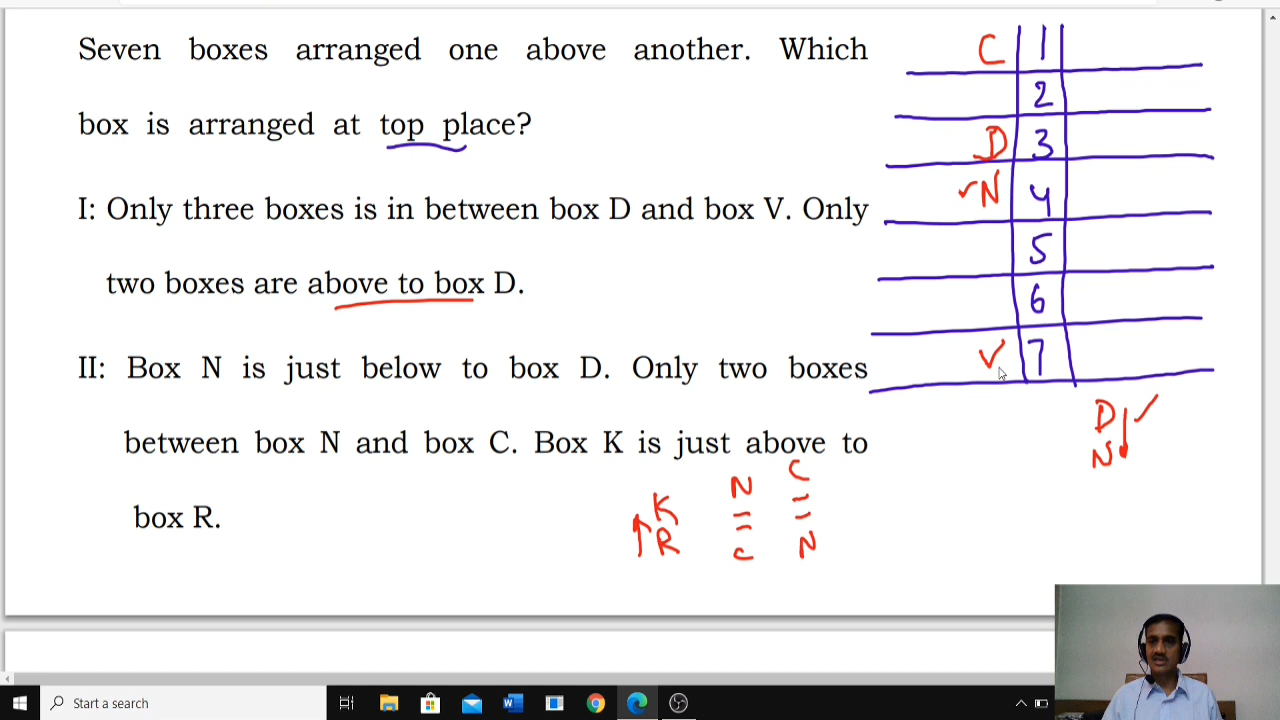 Seven boxes arranged one above another. Which
box is arranged at top place?
I: Only three boxes is in between box D and box V. Only
two boxes are above to box D.
II: Box N is just below to box D. Only two boxes
between box N and box C. Box K is just above to
box R.
C 1
2
D 3
✓N 4
5
6
V 7
D ✓
N
K
R
N
C
C
N
Start a search